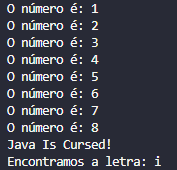 O número é: 1
O número é: 2
O número é: 3
O número é: 4
O número é: 5
O número é: 6
O número é: 7
O número é: 8
Java Is Cursed!
Encontramos a letra: i